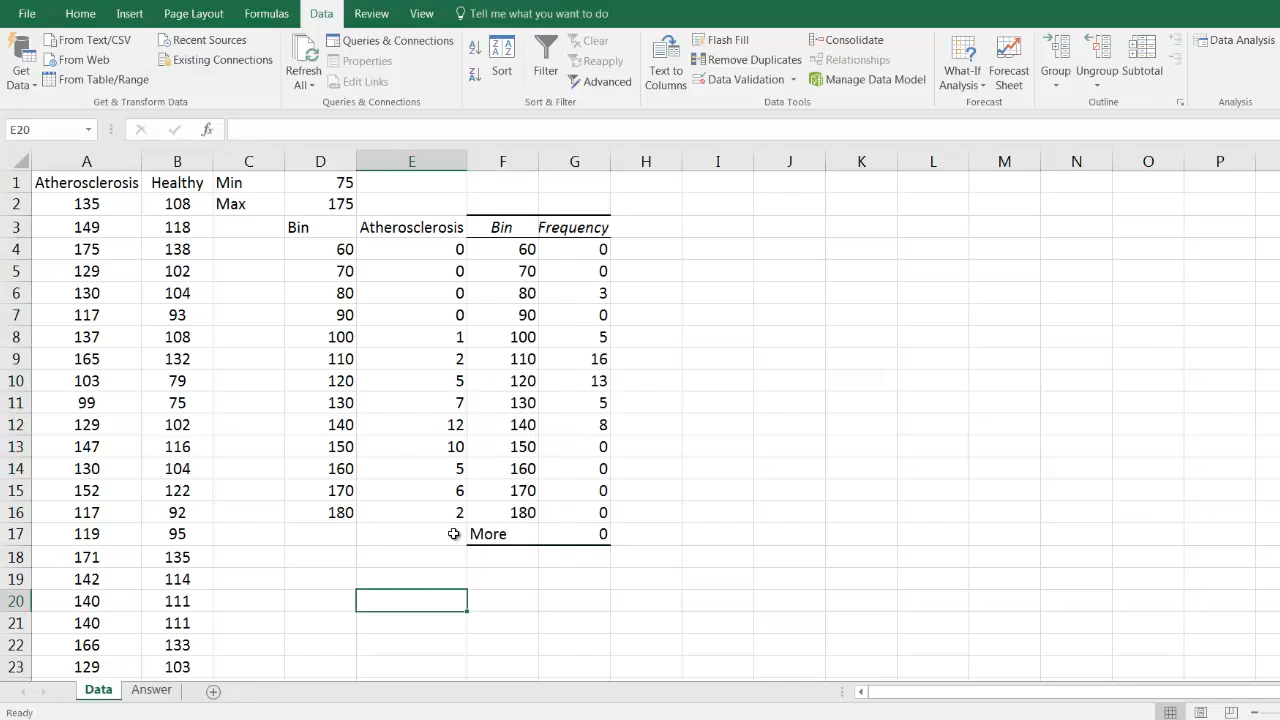 File Home Insert Page Layout Formulas Data Review View Tell me what you want to do
From Text/CSV Recent Sources Queries & Connections Clear Flash Fill Consolidate Data Analysis
From Web Existing Connections Properties Reapply Remove Duplicates Relationships
From Table/Range Edit Links Advanced Data Validation Manage Data Model
Get Data Refresh All Sort Filter Text to Columns What-If Analysis Forecast Sheet Group Ungroup Subtotal
Get & Transform Data Queries & Connections Sort & Filter Data Tools Forecast Outline Analysis
E20 fx
A B C D E F G H I J K L M N O P
1 Atherosclerosis Healthy Min 75
2 135 108 Max 175
3 149 118 Bin Atherosclerosis Bin Frequency
4 175 138 60 0 60 0
5 129 102 70 0 70 0
6 130 104 80 0 80 3
7 117 93 90 0 90 0
8 137 108 100 1 100 5
9 165 132 110 2 110 16
10 103 79 120 5 120 13
11 99 75 130 7 130 5
12 129 102 140 12 140 8
13 147 116 150 10 150 0
14 130 104 160 5 160 0
15 152 122 170 6 170 0
16 117 92 180 2 180 0
17 119 95 More 0
18 171 135
19 142 114
20 140 111
21 140 111
22 166 133
23 129 103
Data Answer
Ready